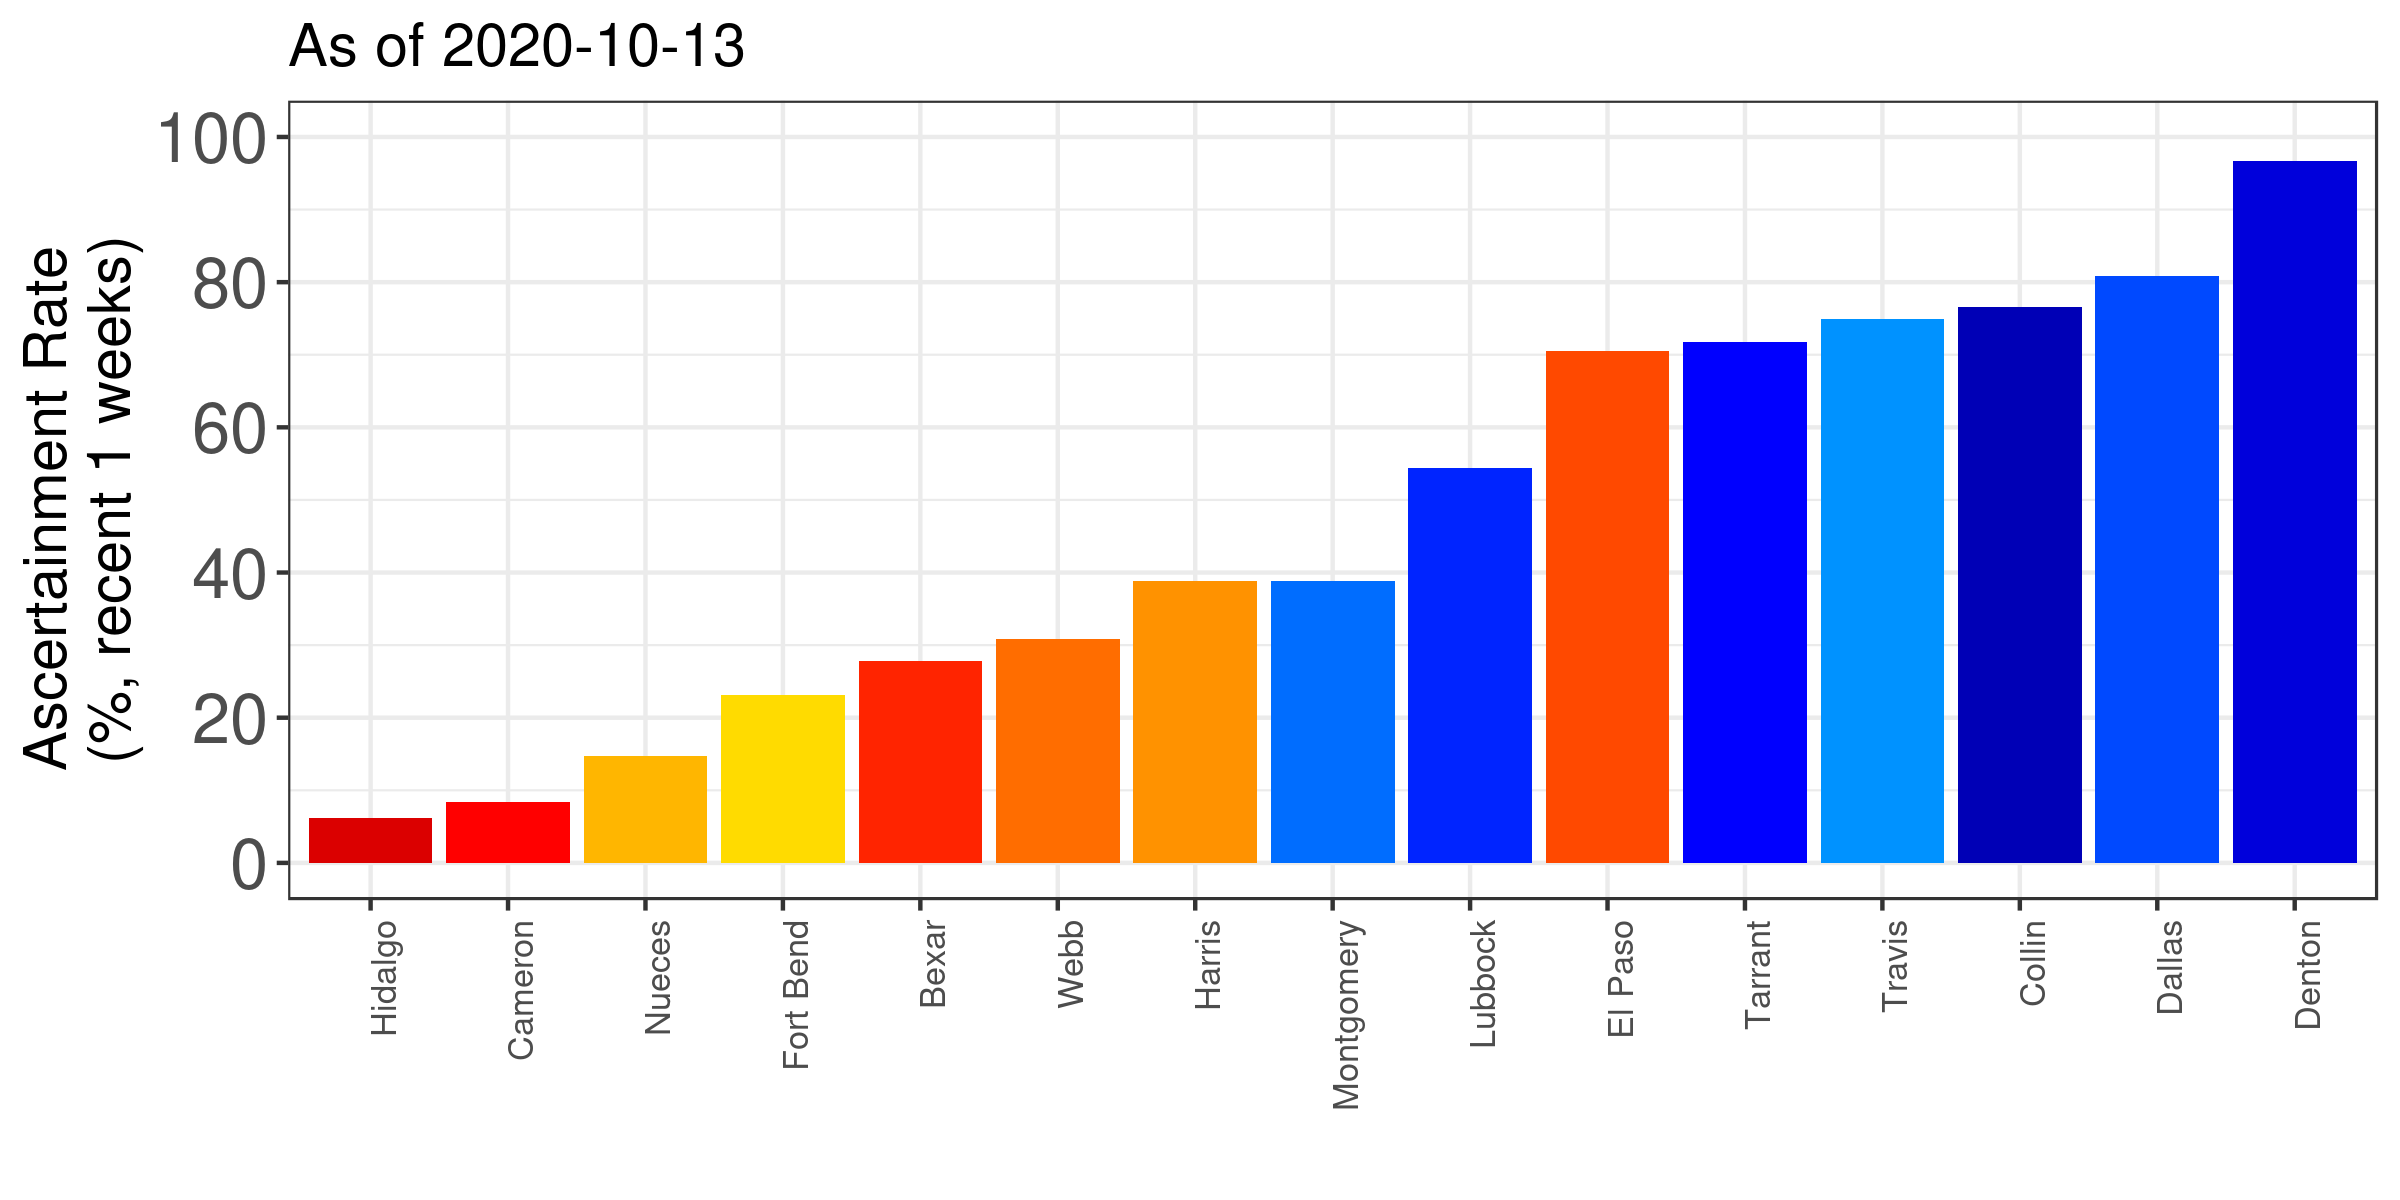 As of 2020-10-13
Ascertainment Rate
(%, recent 1 weeks)
100
80
60
40
20
0
Hidalgo
Cameron
Nueces
Fort Bend
Bexar
Webb
Harris
Montgomery
Lubbock
El Paso
Tarrant
Travis
Collin
Dallas
Denton